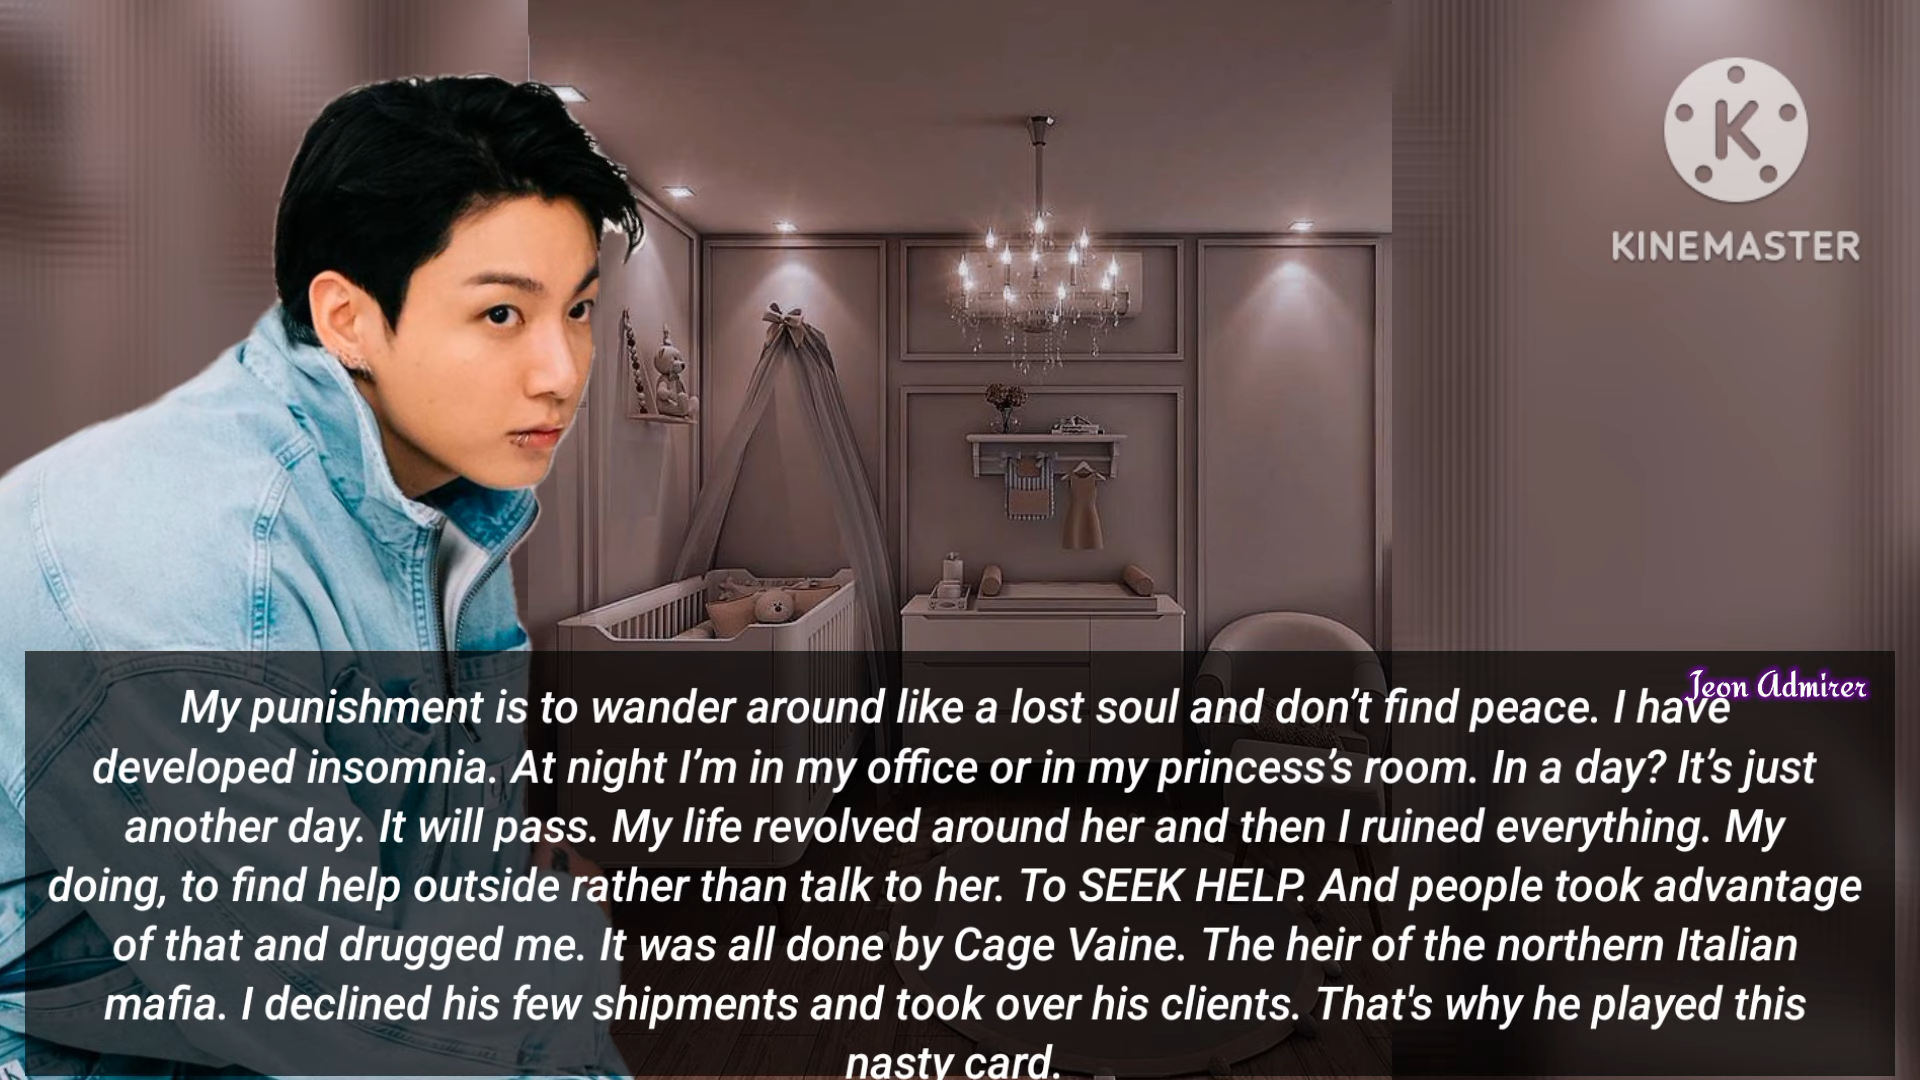 KINEMASTER
Jeon Admirer
My punishment is to wander around like a lost soul and don’t find peace. I have
developed insomnia. At night I’m in my office or in my princess’s room. In a day? It’s just
another day. It will pass. My life revolved around her and then I ruined everything. My
doing, to find help outside rather than talk to her. To SEEK HELP. And people took advantage
of that and drugged me. It was all done by Cage Vaine. The heir of the northern Italian
mafia. I declined his few shipments and took over his clients. That's why he played this
nasty card.